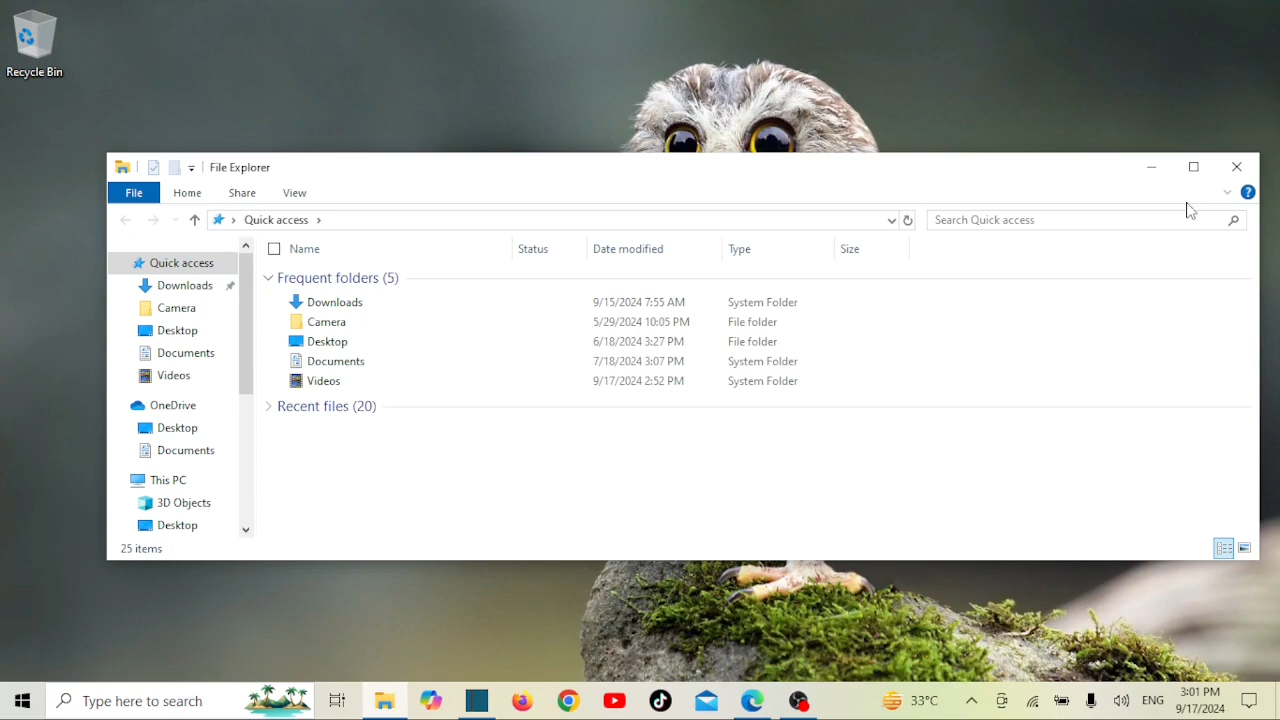 Recycle Bin
File Explorer
File Home Share View
Quick access
Search Quick access
Name Status Date modified Type Size
Quick access
Downloads
Camera
Desktop
Documents
Videos
OneDrive
Desktop
Documents
This PC
3D Objects
Desktop
Frequent folders (5)
Downloads 9/15/2024 7:55 AM System Folder
Camera 5/29/2024 10:05 PM File folder
Desktop 6/18/2024 3:27 PM File folder
Documents 7/18/2024 3:07 PM System Folder
Videos 9/17/2024 2:52 PM System Folder
Recent files (20)
25 items
Type here to search
33°C
ENG
3:01 PM
9/17/2024